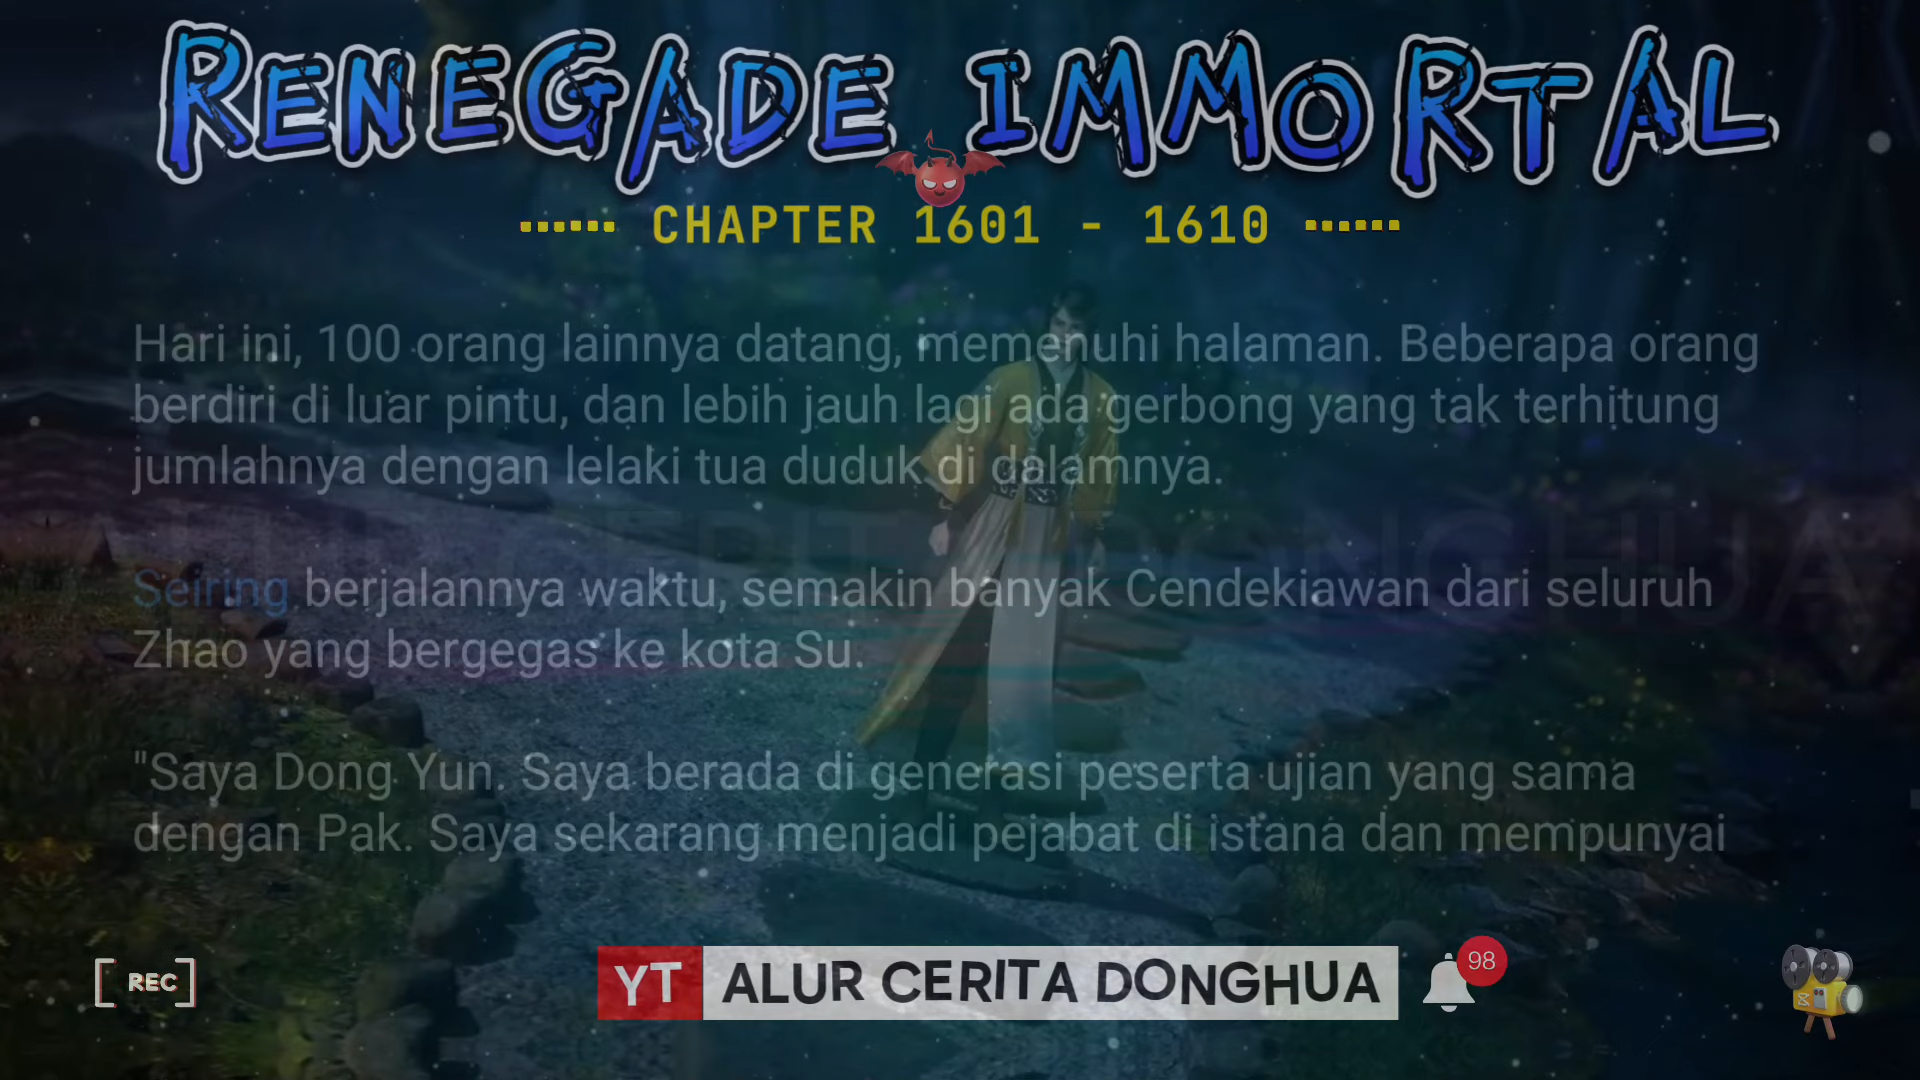 RENEGADE IMMORTAL
CHAPTER 1601 - 1610
Hari ini, 100 orang lainnya datang, memenuhi halaman. Beberapa orang
berdiri di luar pintu, dan lebih jauh lagi ada gerbong yang tak terhitung
jumlahnya dengan lelaki tua duduk di dalamnya.
Seiring berjalannya waktu, semakin banyak Cendekiawan dari seluruh
Zhao yang bergegas ke kota Su.
"Saya Dong Yun. Saya berada di generasi peserta ujian yang sama
dengan Pak. Saya sekarang menjadi pejabat di istana dan mempunyai
[ REC ]
YT ALUR CERITA DONGHUA
98